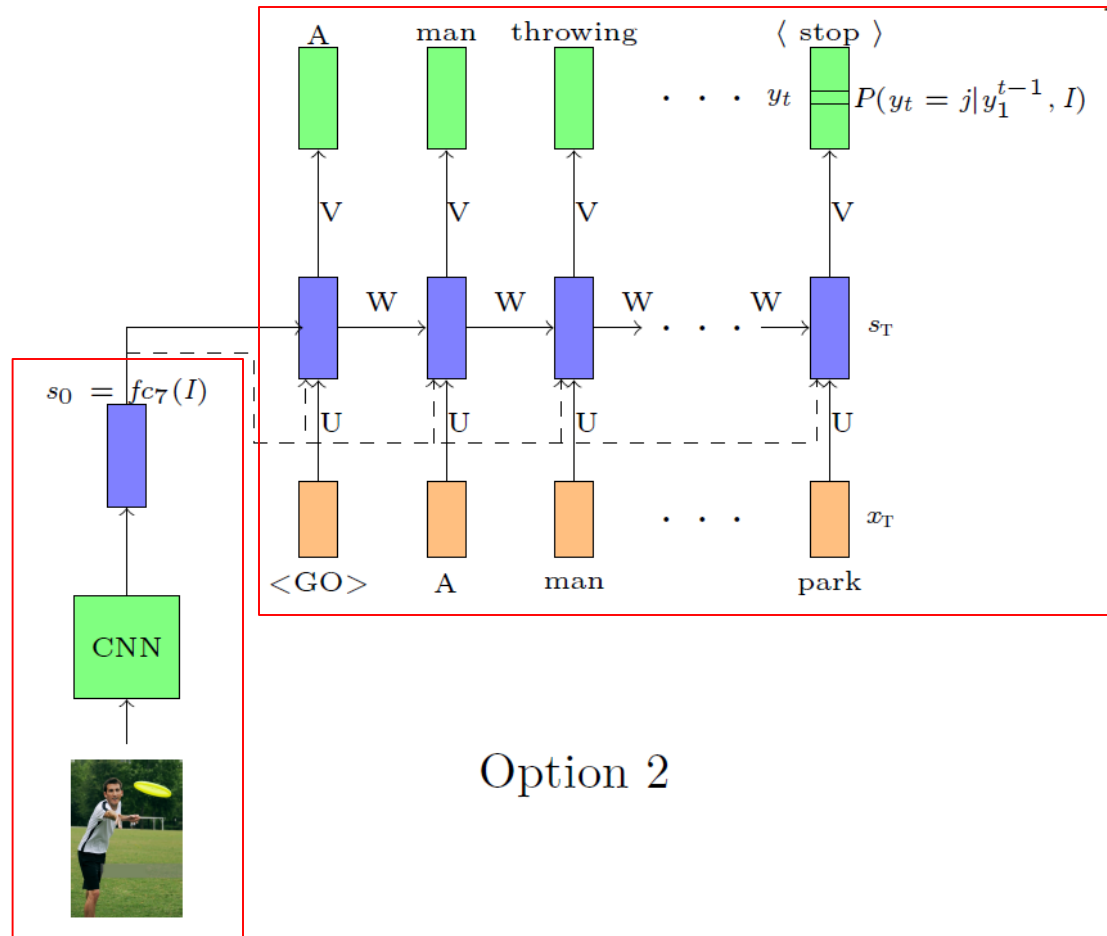 A man throwing ⟨ stop ⟩
. . . y_t P(y_t = j|y_1^{t−1}, I)
V V V V
W W W W
. . . s_T
s_0 = fc_7(I)
U U U U
. . . x_T
<GO> A man park
CNN
Option 2